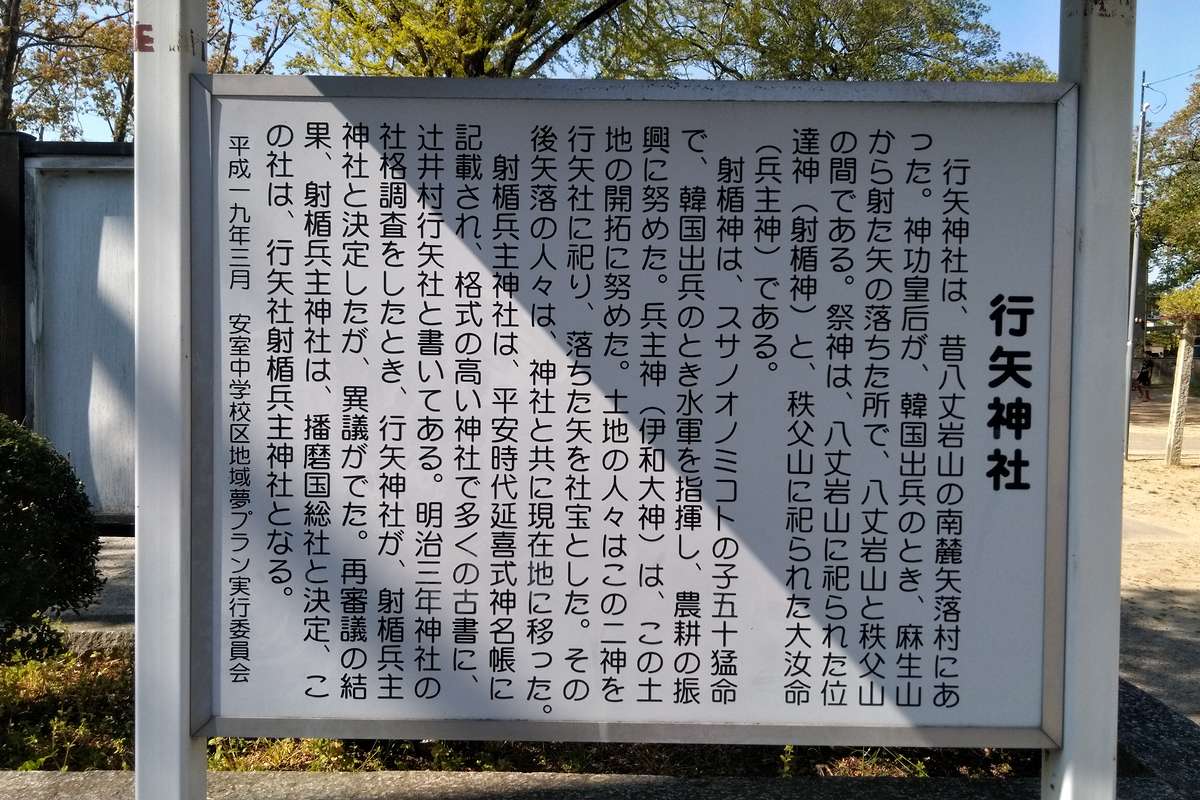 行矢神社
行矢神社は、昔八丈岩山の南麓矢落村にあ
った。神功皇后が、韓国出兵のとき、麻生山
から射た矢の落ちた所で、八丈岩山と秩父山
の間である。祭神は、八丈岩山に祀られた位
達神（射楯神）と、秩父山に祀られた大汝命
（兵主神）である。
射楯神は、スサノオノミコトの子五十猛命
で、韓国出兵のとき水軍を指揮し、農耕の振
興に努めた。兵主神（伊和大神）は、この土
地の開拓に努めた。土地の人々はこの二神を
行矢社に祀り、落ちた矢を社宝とした。その
後矢落の人々は、神社と共に現在地に移った。
射楯兵主神社は、平安時代延喜式神名帳に
記載され、格式の高い神社で多くの古書に、
辻井村行矢社と書いてある。明治三年神社の
社格調査をしたとき、行矢神社が、射楯兵主
神社と決定したが、異議がでた。再審議の結
果、射楯兵主神社は、播磨国総社と決定、こ
の社は、行矢社射楯兵主神社となる。
平成一九年三月　安室中学校区地域夢プラン実行委員会
E